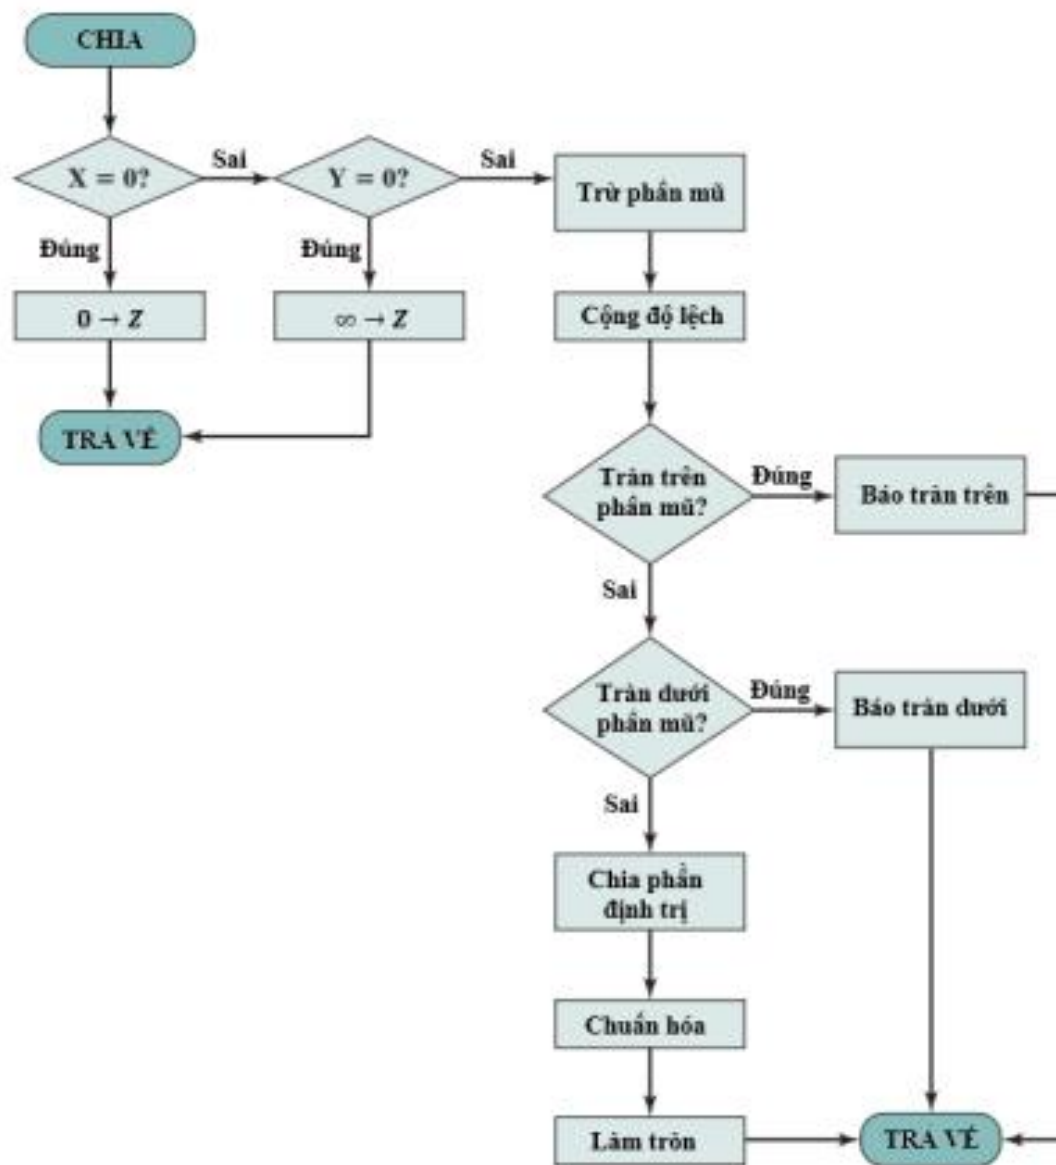 CHIA
X = 0?
Sai
Y = 0?
Sai
Trừ phần mũ
Đúng
Đúng
0 → Z
∞ → Z
Cộng độ lệch
TRẢ VỀ
Tràn trên
phần mũ?
Đúng
Báo tràn trên
Sai
Tràn dưới
phần mũ?
Đúng
Báo tràn dưới
Sai
Chia phần
định trị
Chuẩn hóa
Làm tròn
TRẢ VỀ